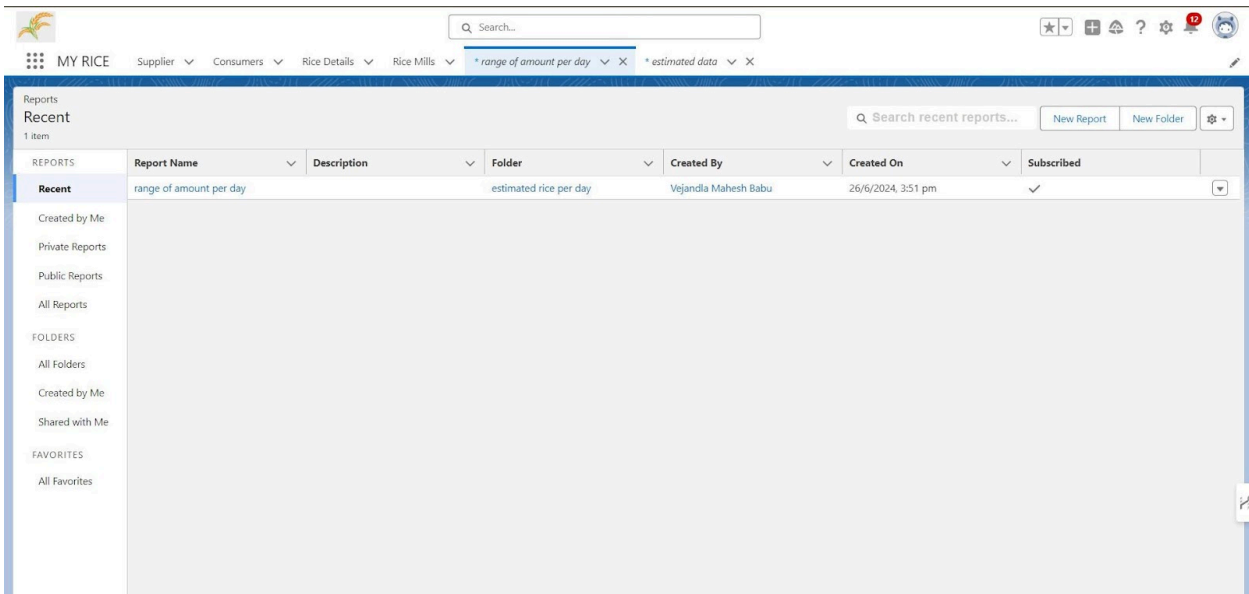 Search...
12
MY RICE Supplier Consumers Rice Details Rice Mills * range of amount per day * estimated data
Reports
Recent
1 item
Search recent reports...
New Report New Folder
REPORTS
Recent
Created by Me
Private Reports
Public Reports
All Reports
FOLDERS
All Folders
Created by Me
Shared with Me
FAVORITES
All Favorites
Report Name Description Folder Created By Created On Subscribed
range of amount per day estimated rice per day Vejandla Mahesh Babu 26/6/2024, 3:51 pm